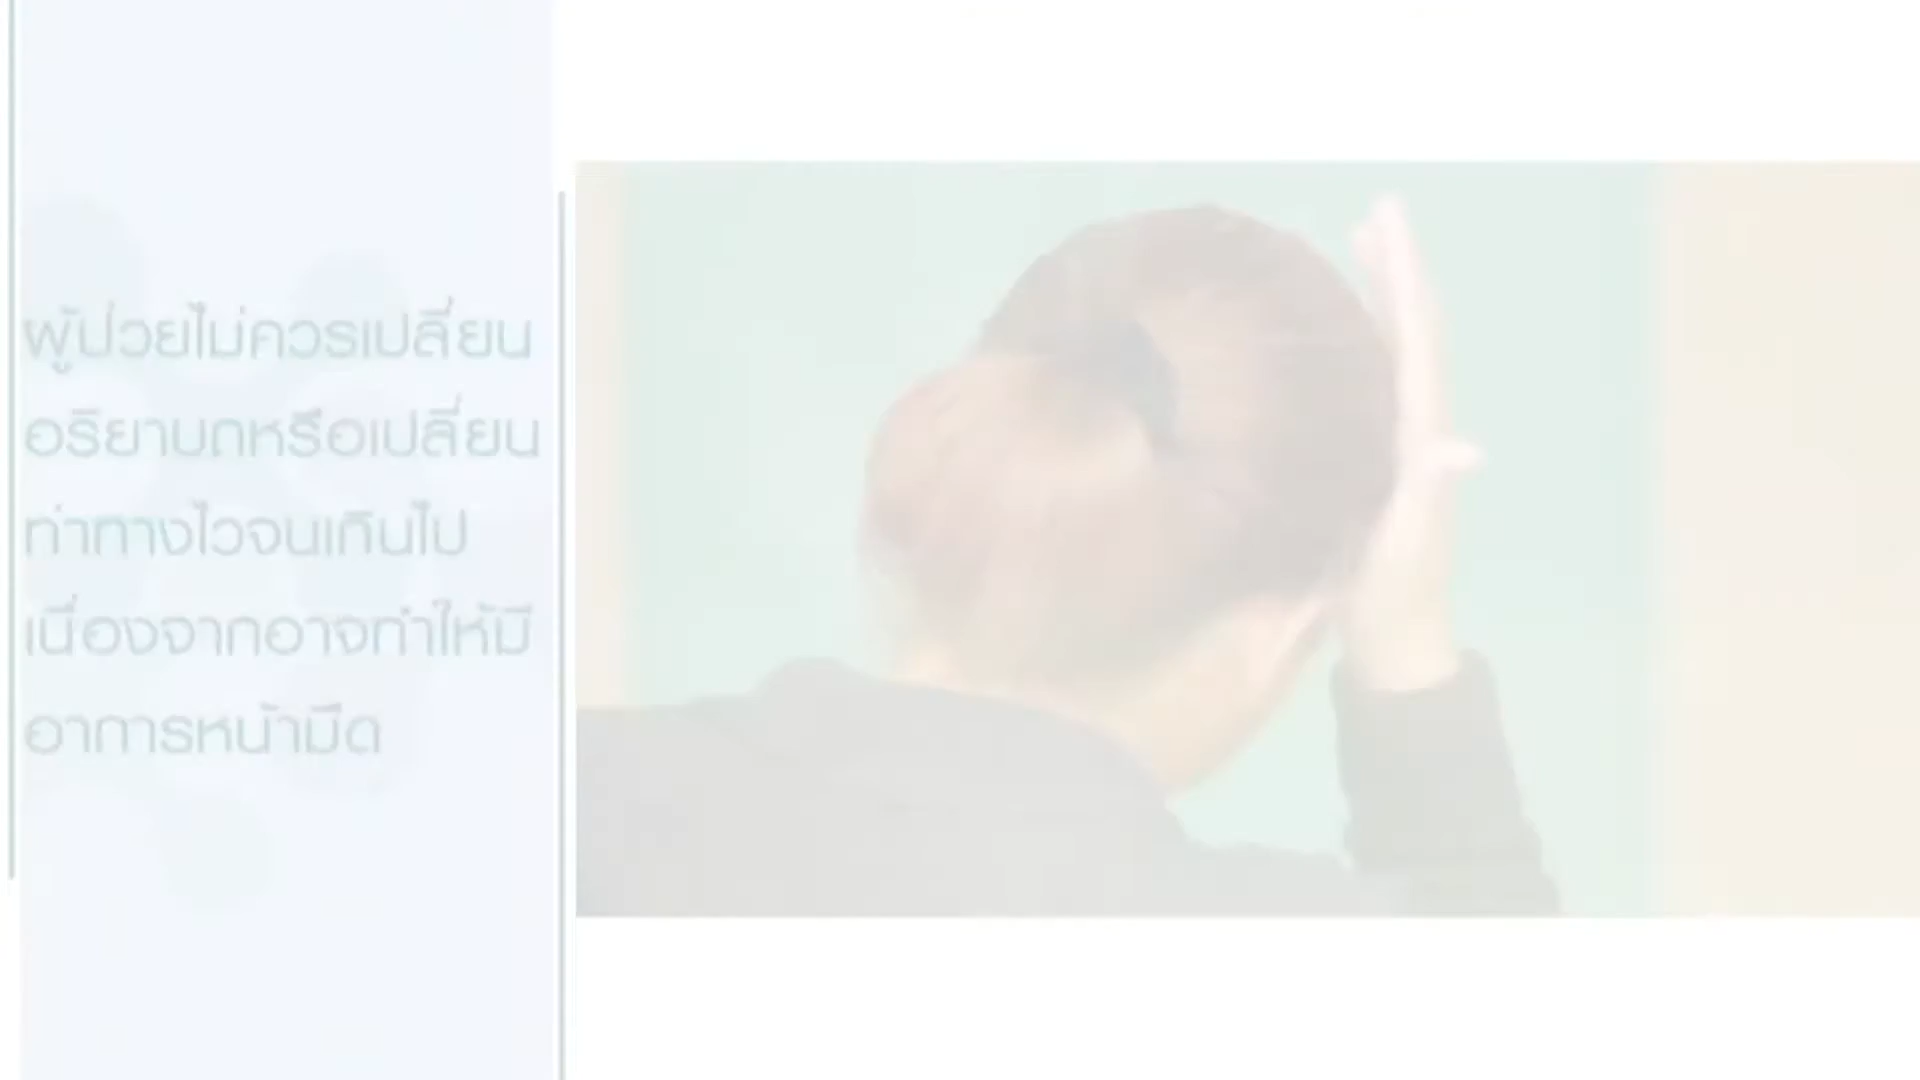 ผู้ป่วยไม่ควรเปลี่ยน
อริยาบถหรือเปลี่ยน
ท่าทางไวจนเกินไป
เนื่องจากอาจทำให้มี
อาการหน้ามืด